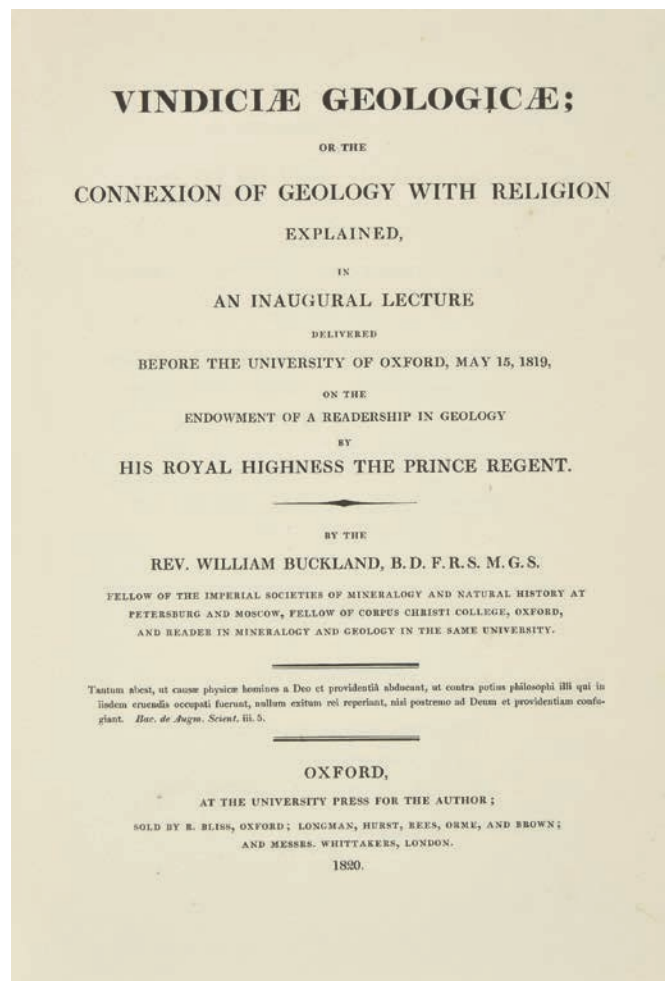 VINDICIÆ GEOLOGICÆ;
OR THE
CONNEXION OF GEOLOGY WITH RELIGION
EXPLAINED,
IN
AN INAUGURAL LECTURE
DELIVERED
BEFORE THE UNIVERSITY OF OXFORD, MAY 15, 1819,
ON THE
ENDOWMENT OF A READERSHIP IN GEOLOGY
BY
HIS ROYAL HIGHNESS THE PRINCE REGENT.
BY THE
REV. WILLIAM BUCKLAND, B. D. F. R. S. M. G. S.
FELLOW OF THE IMPERIAL SOCIETIES OF MINERALOGY AND NATURAL HISTORY AT
PETERSBURG AND MOSCOW, FELLOW OF CORPUS CHRISTI COLLEGE, OXFORD,
AND READER IN MINERALOGY AND GEOLOGY IN THE SAME UNIVERSITY.
Tantum abest, ut causæ physicæ homines a Deo et providentiâ abducant, ut contra potius philosophi illi qui in
iisdem eruendis occupati fuerunt, nullum exitum rei reperiant, nisi postremo ad Deum et providentiam confu-
giant. Bac. de Augm. Scient. iii. 5.
OXFORD,
AT THE UNIVERSITY PRESS FOR THE AUTHOR;
SOLD BY R. BLISS, OXFORD; LONGMAN, HURST, REES, ORME, AND BROWN;
AND MESSRS. WHITTAKERS, LONDON.
1820.